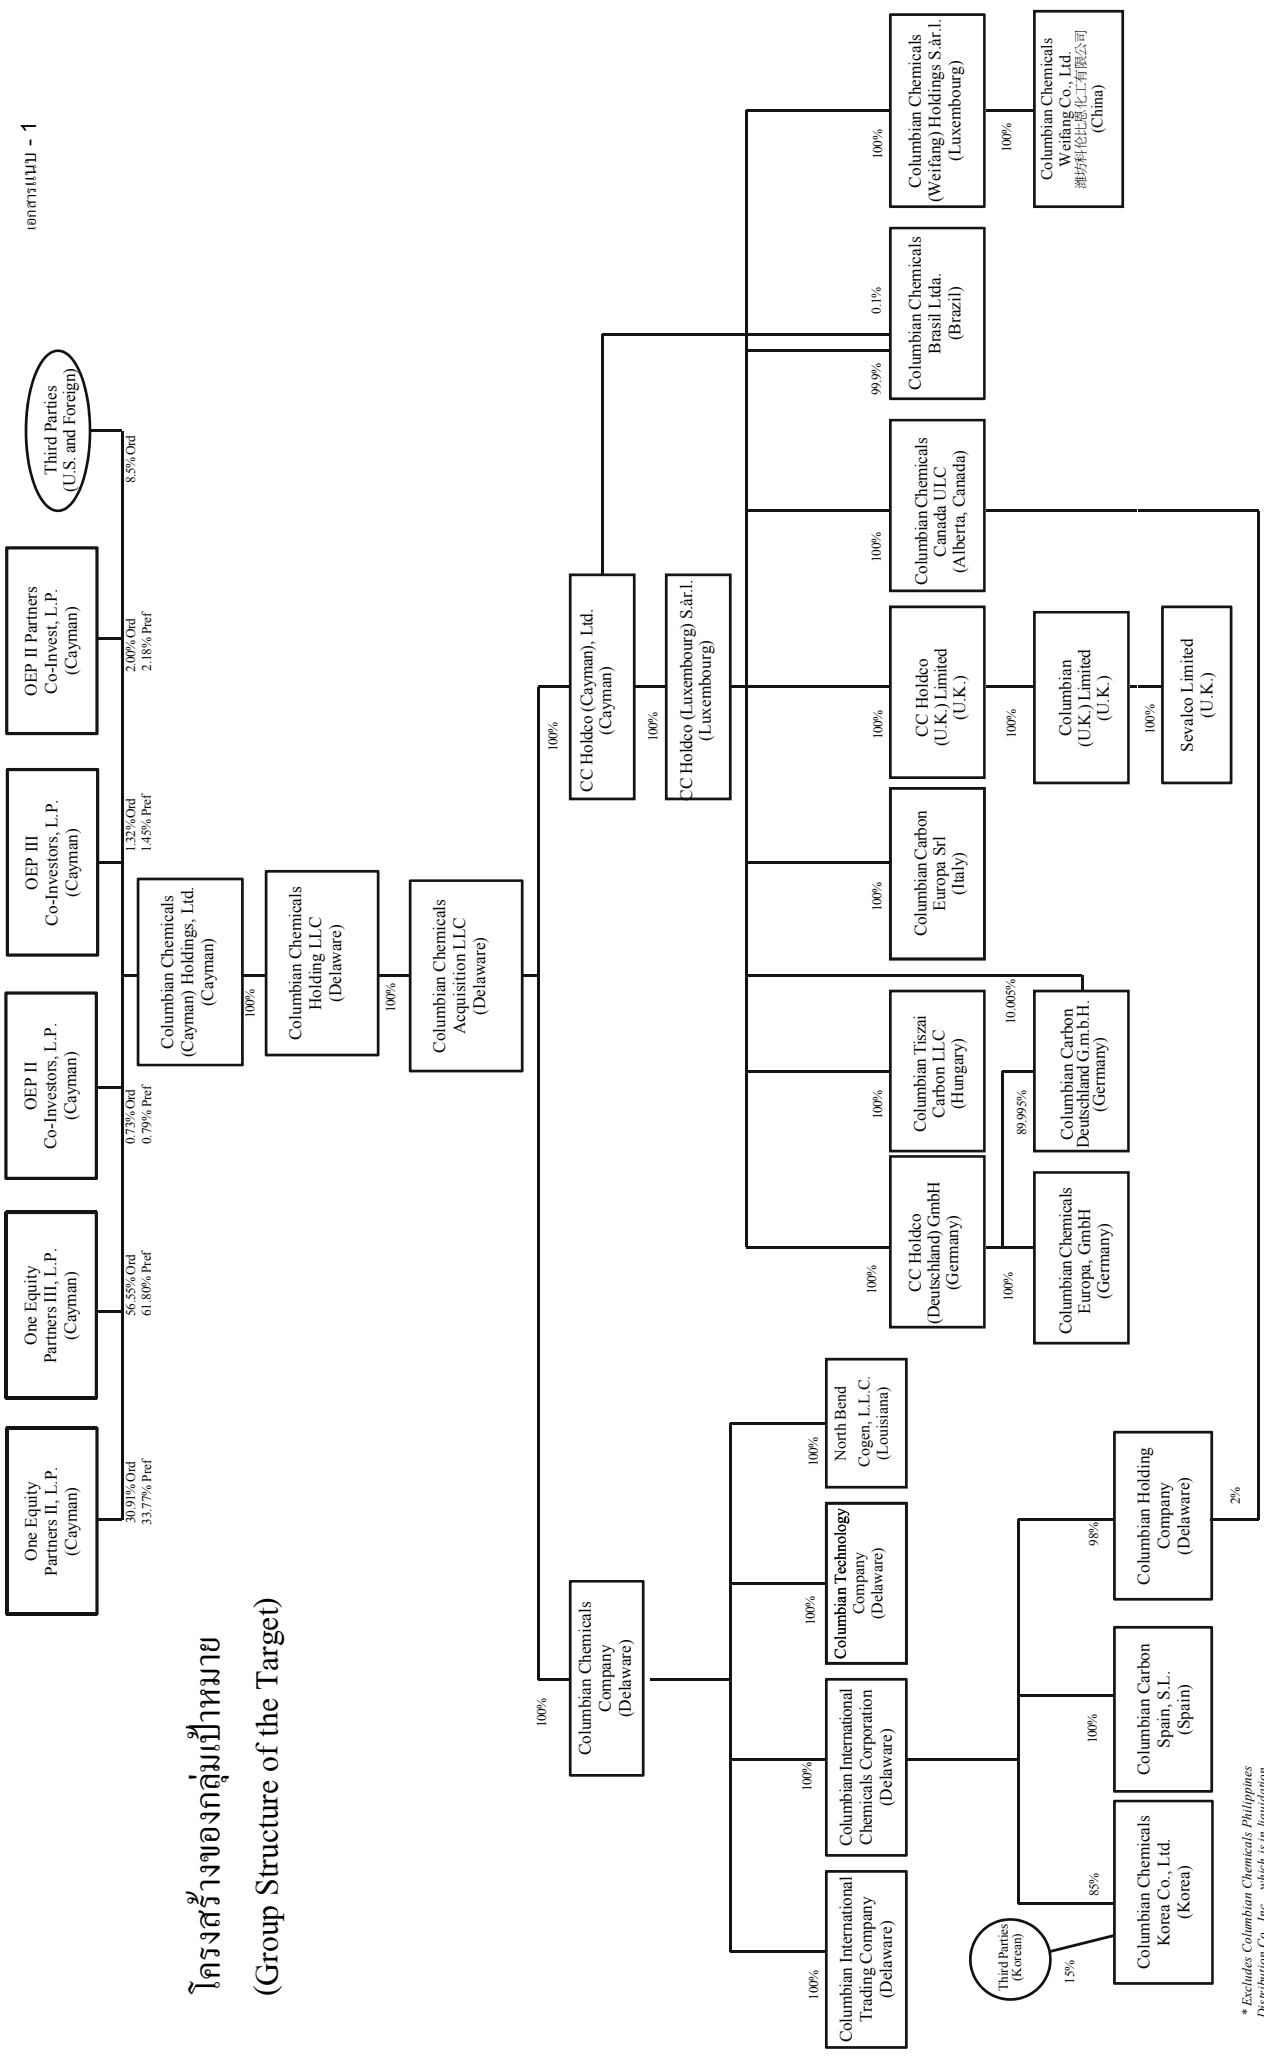 เอกสารแนบ - 1
โครงสร้างของกลุ่มเป้าหมาย
(Group Structure of the Target)
One Equity
Partners II, L.P.
(Cayman)
30.91% Ord
33.77% Pref
One Equity
Partners III, L.P.
(Cayman)
56.55% Ord
61.80% Pref
OEP II
Co-Investors, L.P.
(Cayman)
0.73% Ord
0.79% Pref
OEP III
Co-Investors, L.P.
(Cayman)
1.32% Ord
1.45% Pref
OEP II Partners
Co-Invest, L.P.
(Cayman)
2.00% Ord
2.18% Pref
Third Parties
(U.S. and Foreign)
8.5% Ord
Columbian Chemicals
(Cayman) Holdings, Ltd.
(Cayman)
100%
Columbian Chemicals
Holding LLC
(Delaware)
100%
Columbian Chemicals
Acquisition LLC
(Delaware)
100%
Columbian Chemicals
Company
(Delaware)
100%
CC Holdco (Cayman), Ltd.
(Cayman)
100%
CC Holdco (Luxembourg) S.àr.l.
(Luxembourg)
100%
Columbian International
Trading Company
(Delaware)
100%
Columbian International
Chemicals Corporation
(Delaware)
100%
Columbian Technology
Company
(Delaware)
100%
North Bend
Cogen, L.L.C.
(Louisiana)
100%
CC Holdco
(Deutschland) GmbH
(Germany)
100%
Columbian Tiszai
Carbon LLC
(Hungary)
100%
Columbian Carbon
Europa Srl
(Italy)
100%
CC Holdco
(U.K.) Limited
(U.K.)
100%
Columbian Chemicals
Canada ULC
(Alberta, Canada)
99.9%
0.1%
Columbian Chemicals
Brasil Ltda.
(Brazil)
100%
Columbian Chemicals
(Weifang) Holdings S.àr.l.
(Luxembourg)
100%
Columbian Chemicals
Europa, GmbH
(Germany)
89.995%
10.005%
Columbian Carbon
Deutschland G.m.b.H.
(Germany)
100%
Columbian
(U.K.) Limited
(U.K.)
100%
Sevalco Limited
(U.K.)
100%
Columbian Chemicals
Weifang Co., Ltd.
潍坊科伦比恩化工有限公司
(China)
Third Parties
(Korean)
15%
85%
Columbian Chemicals
Korea Co., Ltd.
(Korea)
100%
Columbian Carbon
Spain, S.L.
(Spain)
98%
Columbian Holding
Company
(Delaware)
2%
* Excludes Columbian Chemicals Philippines
Distribution Co., Inc., which is in liquidation